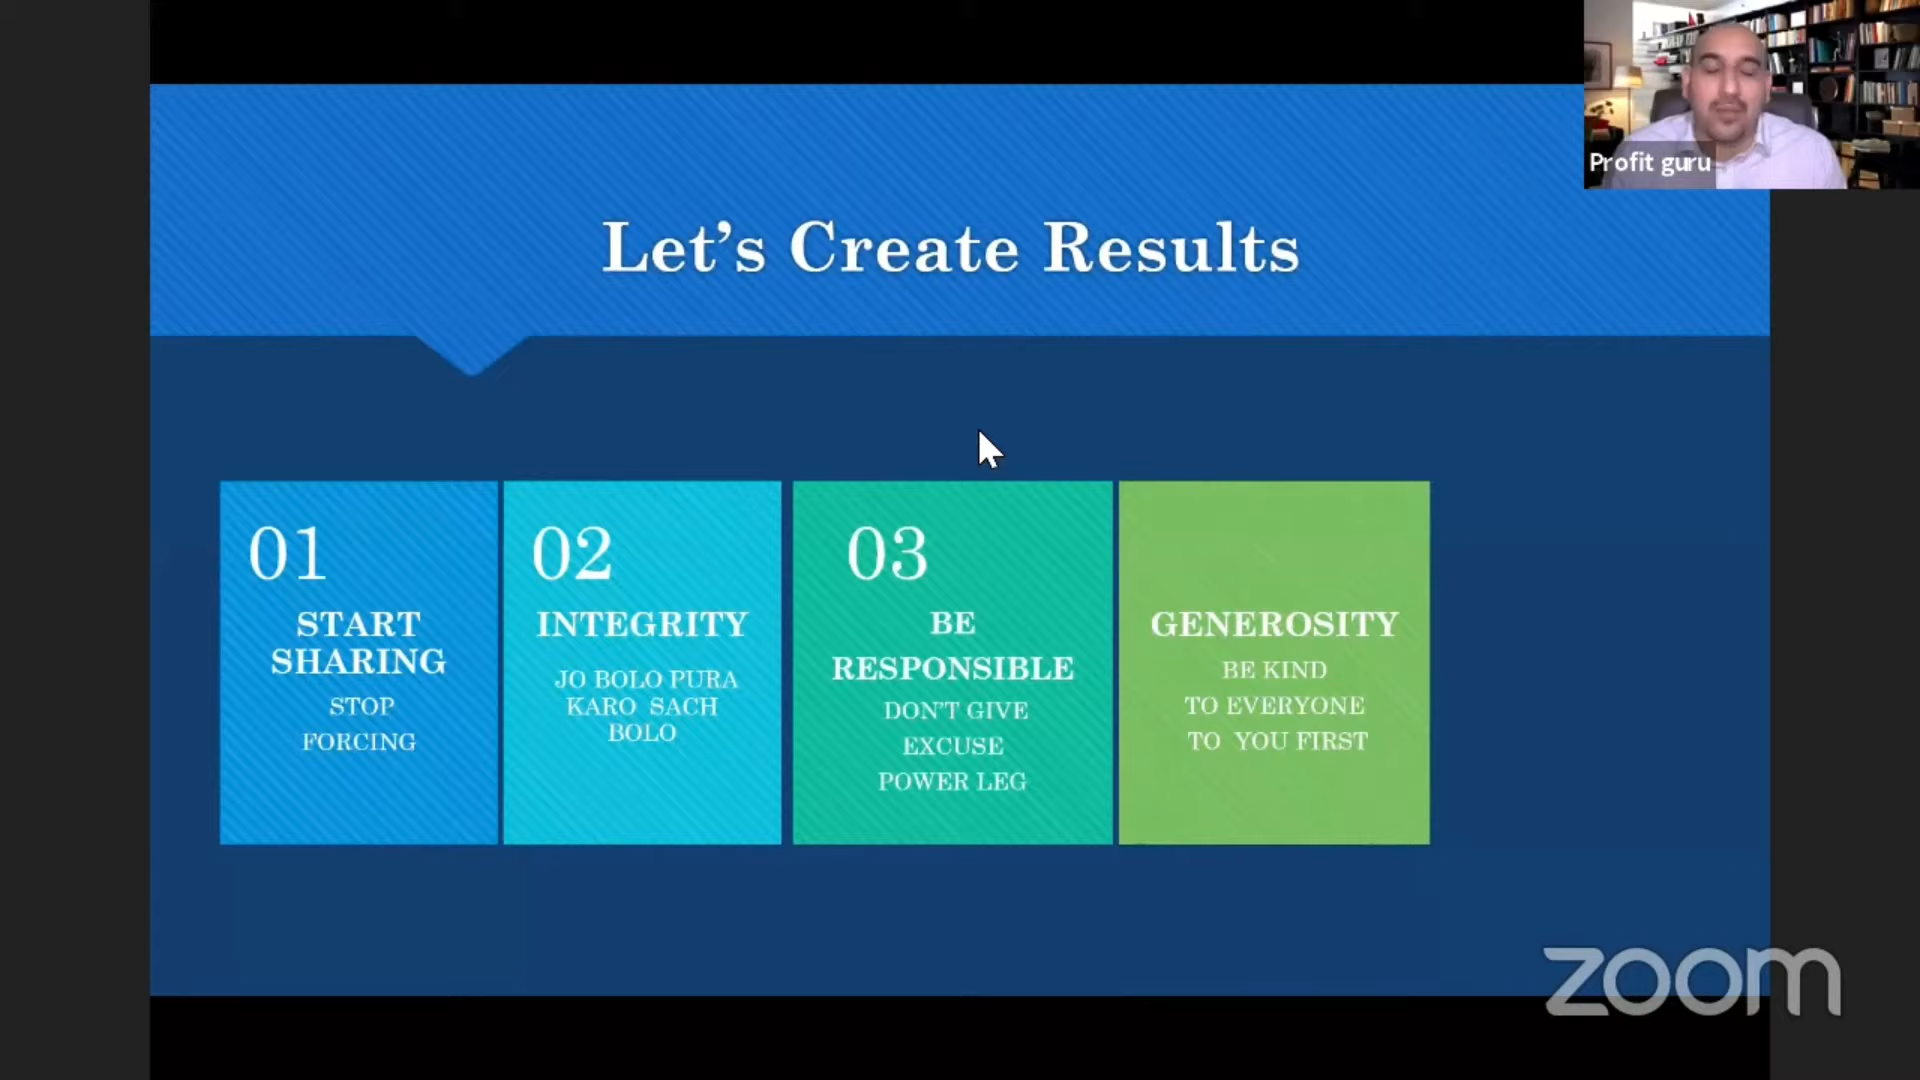 Profit guru
Let's Create Results
01
START
SHARING
STOP
FORCING
02
INTEGRITY
JO BOLO PURA
KARO SACH
BOLO
03
BE
RESPONSIBLE
DON'T GIVE
EXCUSE
POWER LEG
GENEROSITY
BE KIND
TO EVERYONE
TO YOU FIRST
zoom